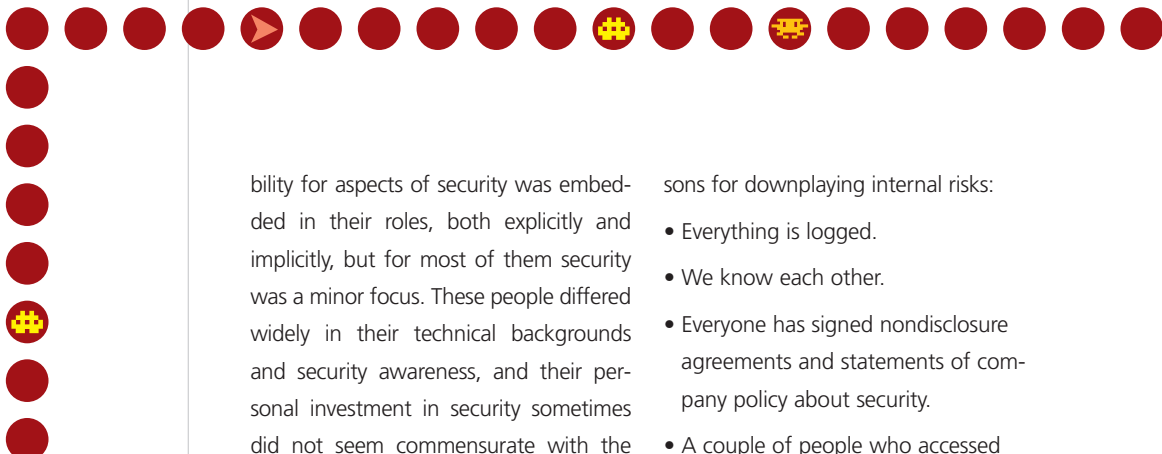 bility for aspects of security was embed-
ded in their roles, both explicitly and
implicitly, but for most of them security
was a minor focus. These people differed
widely in their technical backgrounds
and security awareness, and their per-
sonal investment in security sometimes
did not seem commensurate with the
sons for downplaying internal risks:
• Everything is logged.
• We know each other.
• Everyone has signed nondisclosure
agreements and statements of com-
pany policy about security.
• A couple of people who accessed